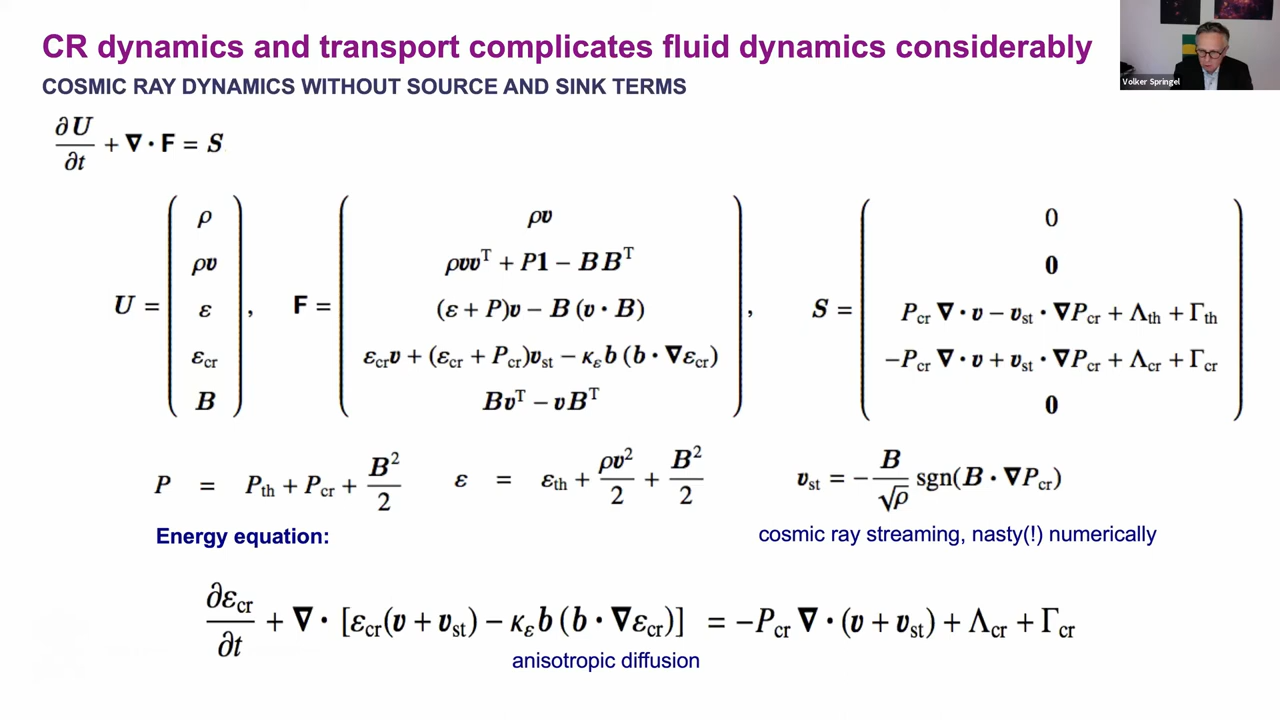 CR dynamics and transport complicates fluid dynamics considerably
Volker Springel
COSMIC RAY DYNAMICS WITHOUT SOURCE AND SINK TERMS
∂U/∂t + ∇ · F = S
U = ( ρ, ρv, ε, ε_cr, B ),
F = ( ρv, ρvv^T + P1 − BB^T, (ε + P)v − B (v · B), ε_cr v + (ε_cr + P_cr)v_st − κ_ε b (b · ∇ε_cr), Bv^T − vB^T ),
S = ( 0, 0, P_cr ∇ · v − v_st · ∇P_cr + Λ_th + Γ_th, −P_cr ∇ · v + v_st · ∇P_cr + Λ_cr + Γ_cr, 0 )
P = P_th + P_cr + B²/2
ε = ε_th + ρv²/2 + B²/2
v_st = − B/√ρ sgn(B · ∇P_cr)
Energy equation:
cosmic ray streaming, nasty(!) numerically
∂ε_cr/∂t + ∇ · [ε_cr(v + v_st) − κ_ε b (b · ∇ε_cr)] = −P_cr ∇ · (v + v_st) + Λ_cr + Γ_cr
anisotropic diffusion